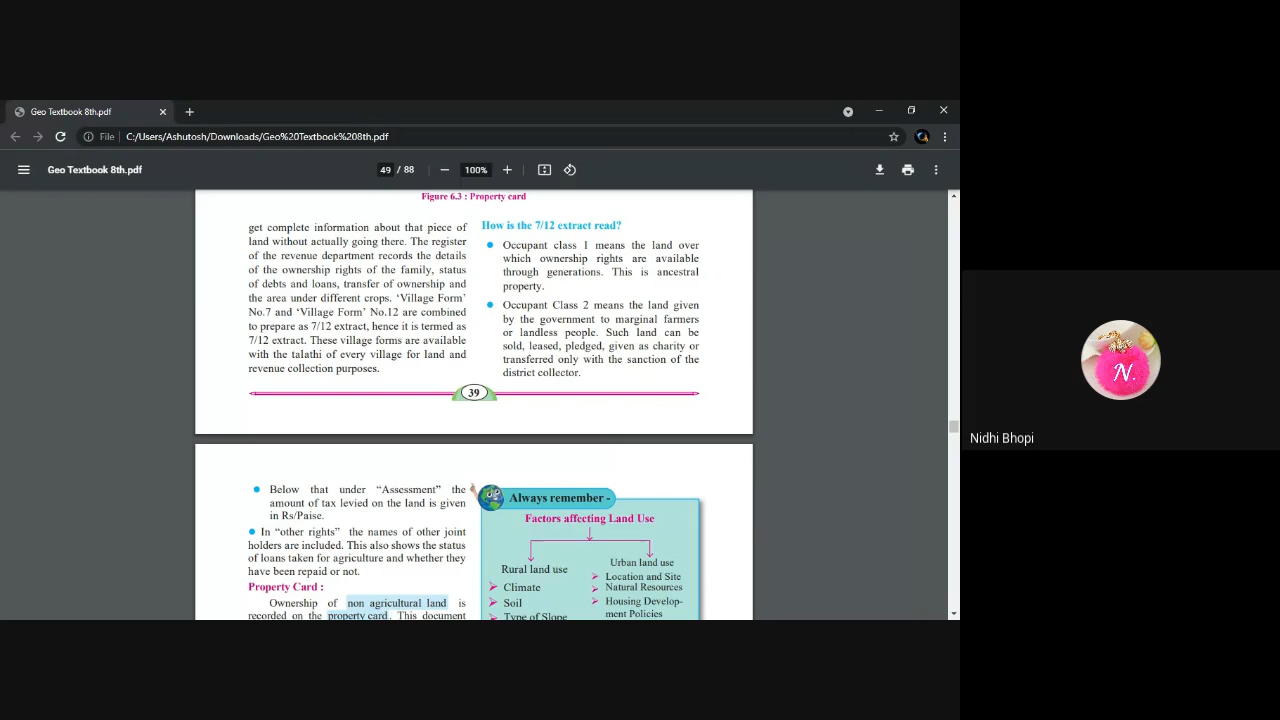 Geo Textbook 8th.pdf
File
C:/Users/Ashutosh/Downloads/Geo%20Textbook%208th.pdf
Geo Textbook 8th.pdf
49 / 88
100%
Figure 6.3 : Property card
get complete information about that piece of
land without actually going there. The register
of the revenue department records the details
of the ownership rights of the family, status
of debts and loans, transfer of ownership and
the area under different crops. ‘Village Form’
No.7 and ‘Village Form’ No.12 are combined
to prepare as 7/12 extract, hence it is termed as
7/12 extract. These village forms are available
with the talathi of every village for land and
revenue collection purposes.
How is the 7/12 extract read?
Occupant class 1 means the land over
which ownership rights are available
through generations. This is ancestral
property.
Occupant Class 2 means the land given
by the government to marginal farmers
or landless people. Such land can be
sold, leased, pledged, given as charity or
transferred only with the sanction of the
district collector.
39
Below that under “Assessment” the
amount of tax levied on the land is given
in Rs/Paise.
In “other rights” the names of other joint
holders are included. This also shows the status
of loans taken for agriculture and whether they
have been repaid or not.
Property Card :
Ownership of non agricultural land is
recorded on the property card. This document
Always remember -
Factors affecting Land Use
Rural land use
Climate
Soil
Type of Slope
Urban land use
Location and Site
Natural Resources
Housing Develop-
ment Policies
N.
Nidhi Bhopi